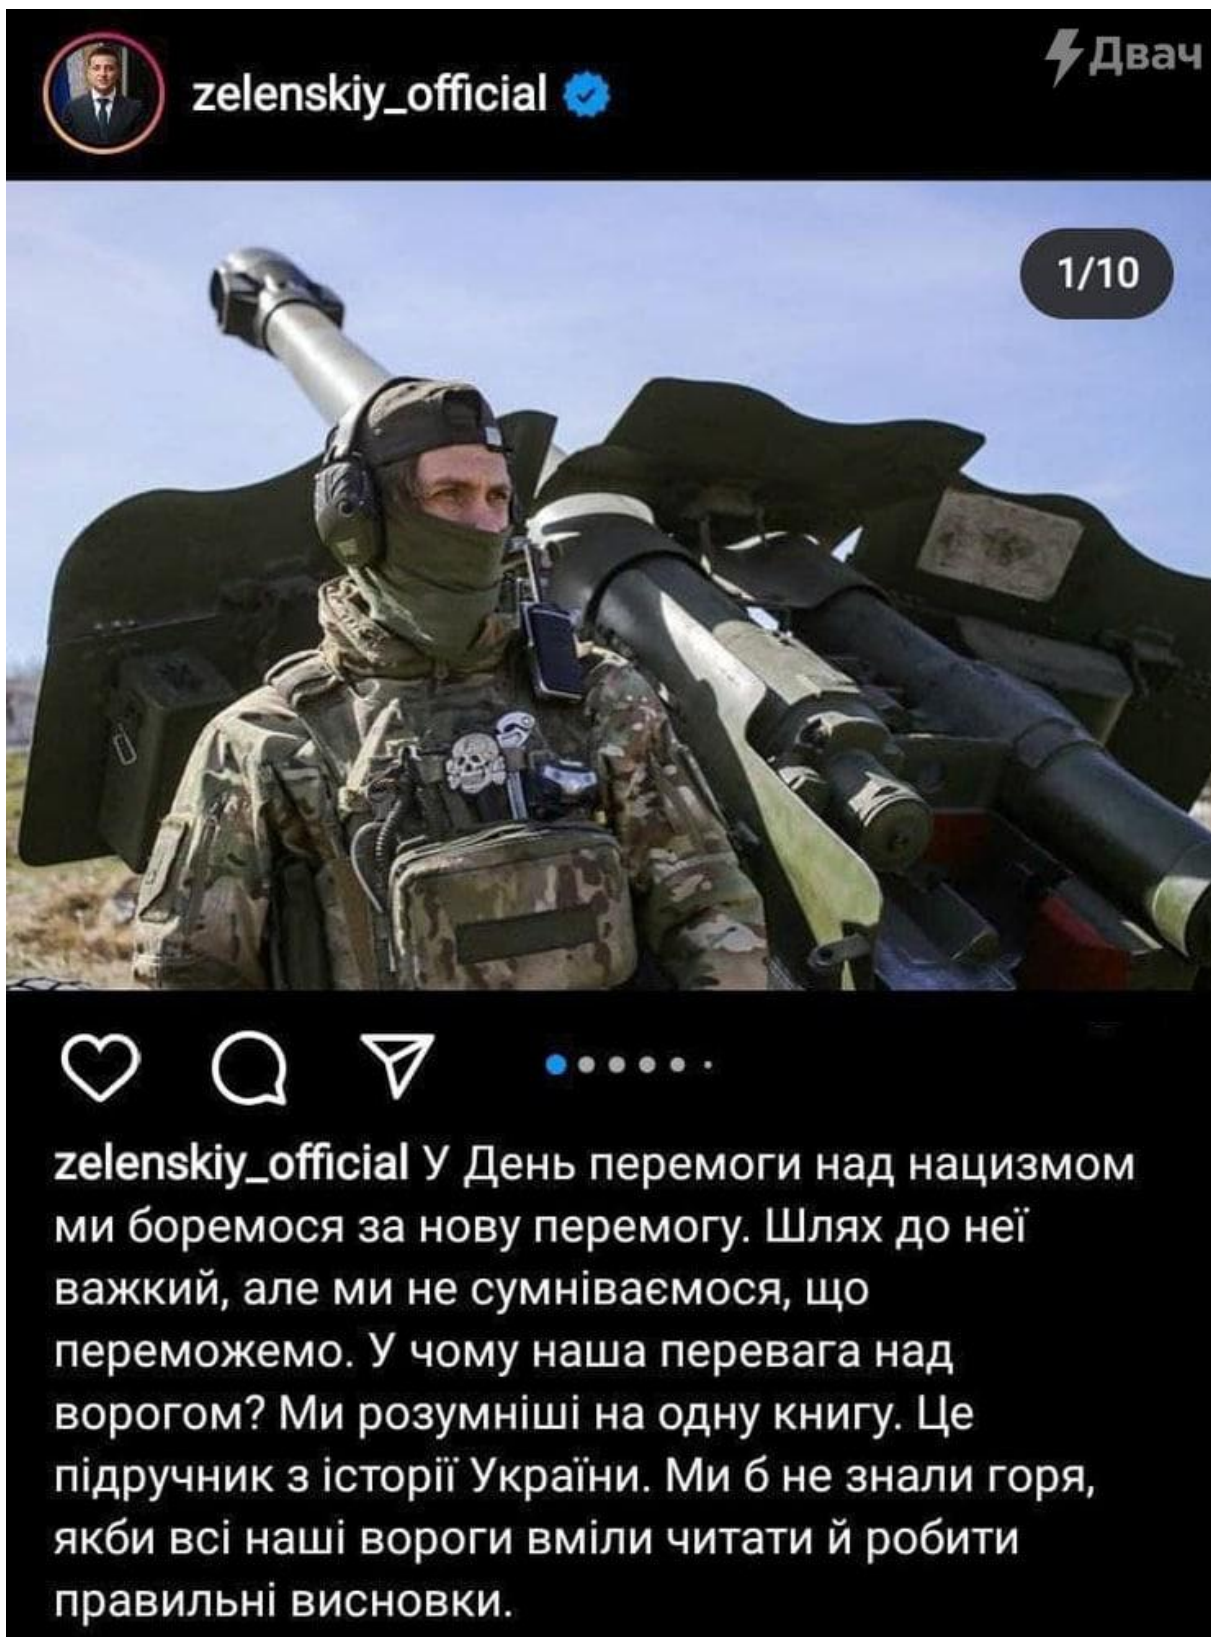 Двач
zelenskiy_official
1/10
zelenskiy_official У День перемоги над нацизмом
ми боремося за нову перемогу. Шлях до неї
важкий, але ми не сумніваємося, що
переможемо. У чому наша перевага над
ворогом? Ми розумніші на одну книгу. Це
підручник з історії України. Ми б не знали горя,
якби всі наші вороги вміли читати й робити
правильні висновки.